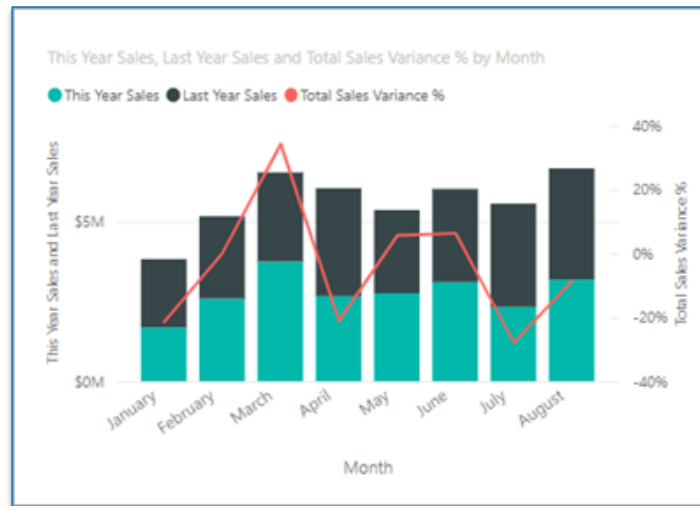 This Year Sales, Last Year Sales and Total Sales Variance % by Month
This Year Sales Last Year Sales Total Sales Variance %
This Year Sales and Last Year Sales
$5M
$0M
40%
20%
0%
-20%
-40%
Total Sales Variance %
January February March April May June July August
Month